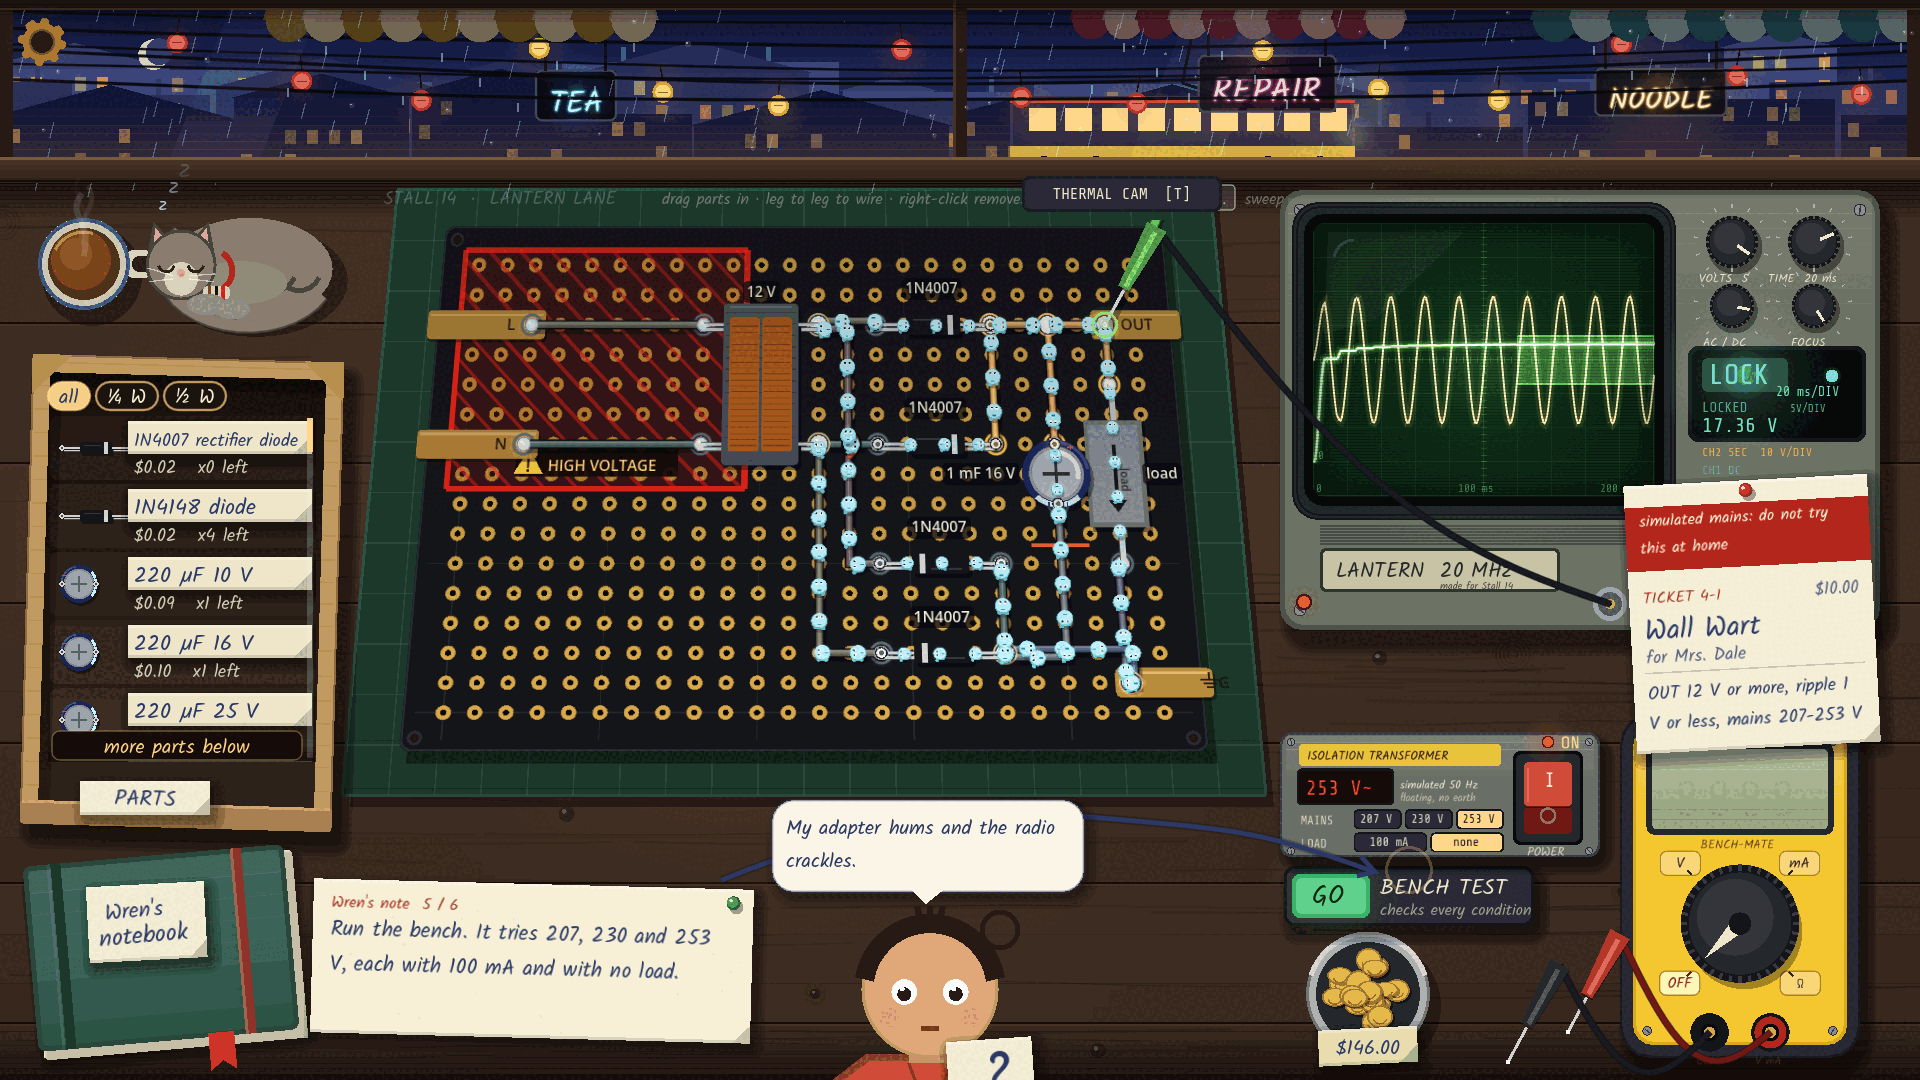 TEA
REPAIR
NOODLE
z
z
z
STALL 14 · LANTERN LANE
drag parts in · leg to leg to wire · right-click remove
sweep
THERMAL CAM [T]
all
¼ W
½ W
1N4007 rectifier diode
$0.02 x0 left
1N4148 diode
$0.02 x4 left
220 µF 10 V
$0.09 x1 left
220 µF 16 V
$0.10 x1 left
220 µF 25 V
more parts below
PARTS
L
N
HIGH VOLTAGE
12 V
1N4007
1N4007
1N4007
1N4007
1 mF 16 V
load
load
OUT
G
0
0
100 ms
200
VOLTS 5
TIME 20 ms
AC / DC
FOCUS
LOCK
20 ms/DIV
LOCKED
5V/DIV
17.36 V
CH2 SEC 10 V/DIV
CH1 DC
LANTERN 20 MHz
made for Stall 14
simulated mains: do not try
this at home
TICKET 4-1
$10.00
Wall Wart
for Mrs. Dale
OUT 12 V or more, ripple 1
V or less, mains 207-253 V
ISOLATION TRANSFORMER
ON
253 V~
simulated 50 Hz
floating, no earth
MAINS
207 V
230 V
253 V
LOAD
100 mA
none
I
POWER
GO
BENCH TEST
checks every condition
BENCH-MATE
V
mA
OFF
Ω
V mA
$146.00
My adapter hums and the radio
crackles.
?
Wren's
notebook
Wren's note 5 / 6
Run the bench. It tries 207, 230 and 253
V, each with 100 mA and with no load.